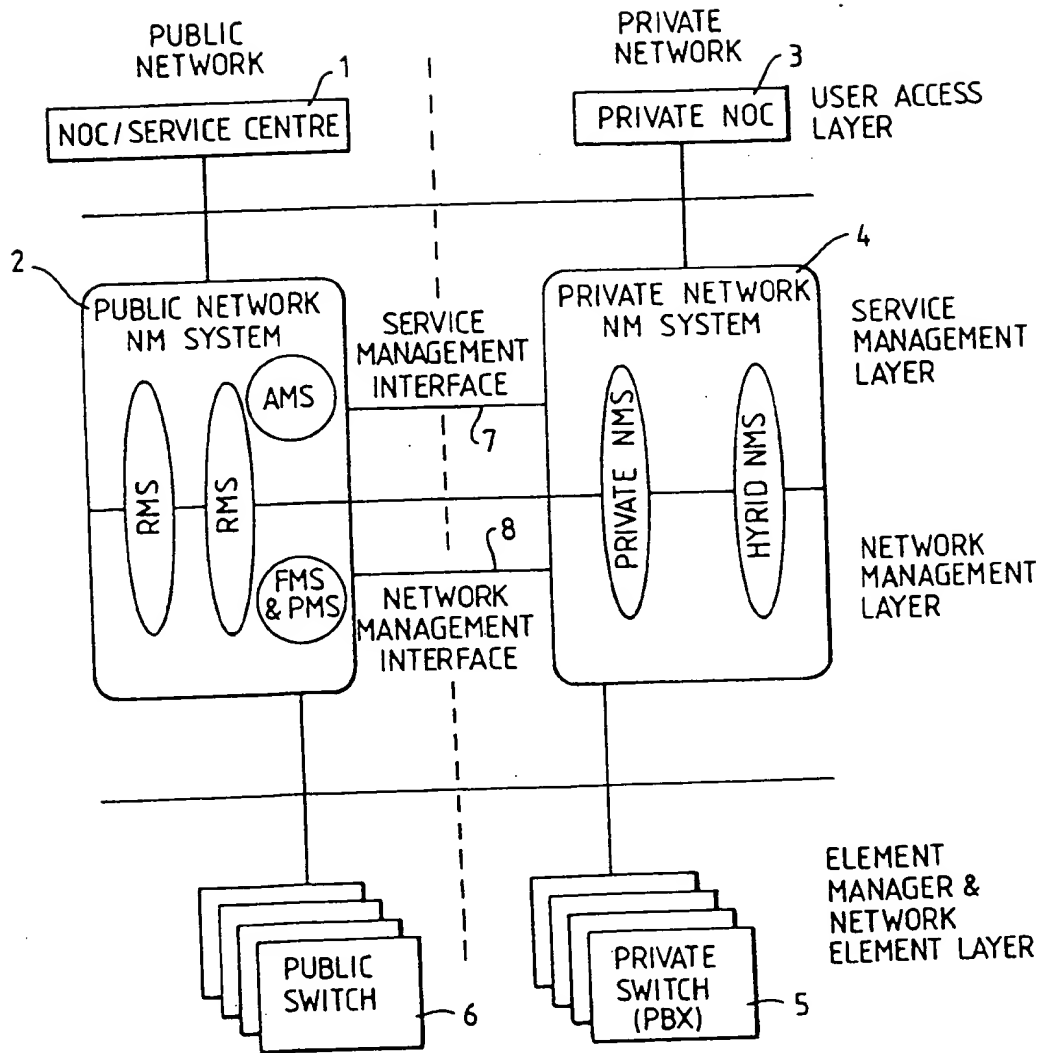 PUBLIC
NETWORK
PRIVATE
NETWORK
1
3
NOC/SERVICE CENTRE
PRIVATE NOC
USER ACCESS
LAYER
2
4
PUBLIC NETWORK
NM SYSTEM
SERVICE
MANAGEMENT
INTERFACE
PRIVATE NETWORK
NM SYSTEM
SERVICE
MANAGEMENT
LAYER
AMS
7
RMS
RMS
PRIVATE NMS
HYRID NMS
8
FMS
& PMS
NETWORK
MANAGEMENT
INTERFACE
NETWORK
MANAGEMENT
LAYER
ELEMENT
MANAGER &
NETWORK
ELEMENT LAYER
PUBLIC
SWITCH
6
PRIVATE
SWITCH
(PBX)
5